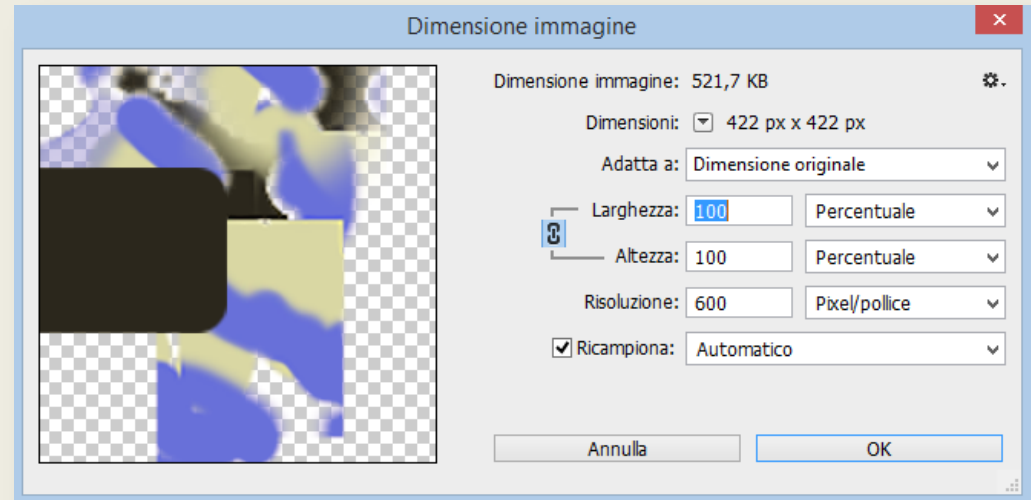 Dimensione immagine
Dimensione immagine: 521,7 KB
Dimensioni: 422 px x 422 px
Adatta a: Dimensione originale
Larghezza: 100 Percentuale
Altezza: 100 Percentuale
Risoluzione: 600 Pixel/pollice
Ricampiona: Automatico
Annulla OK